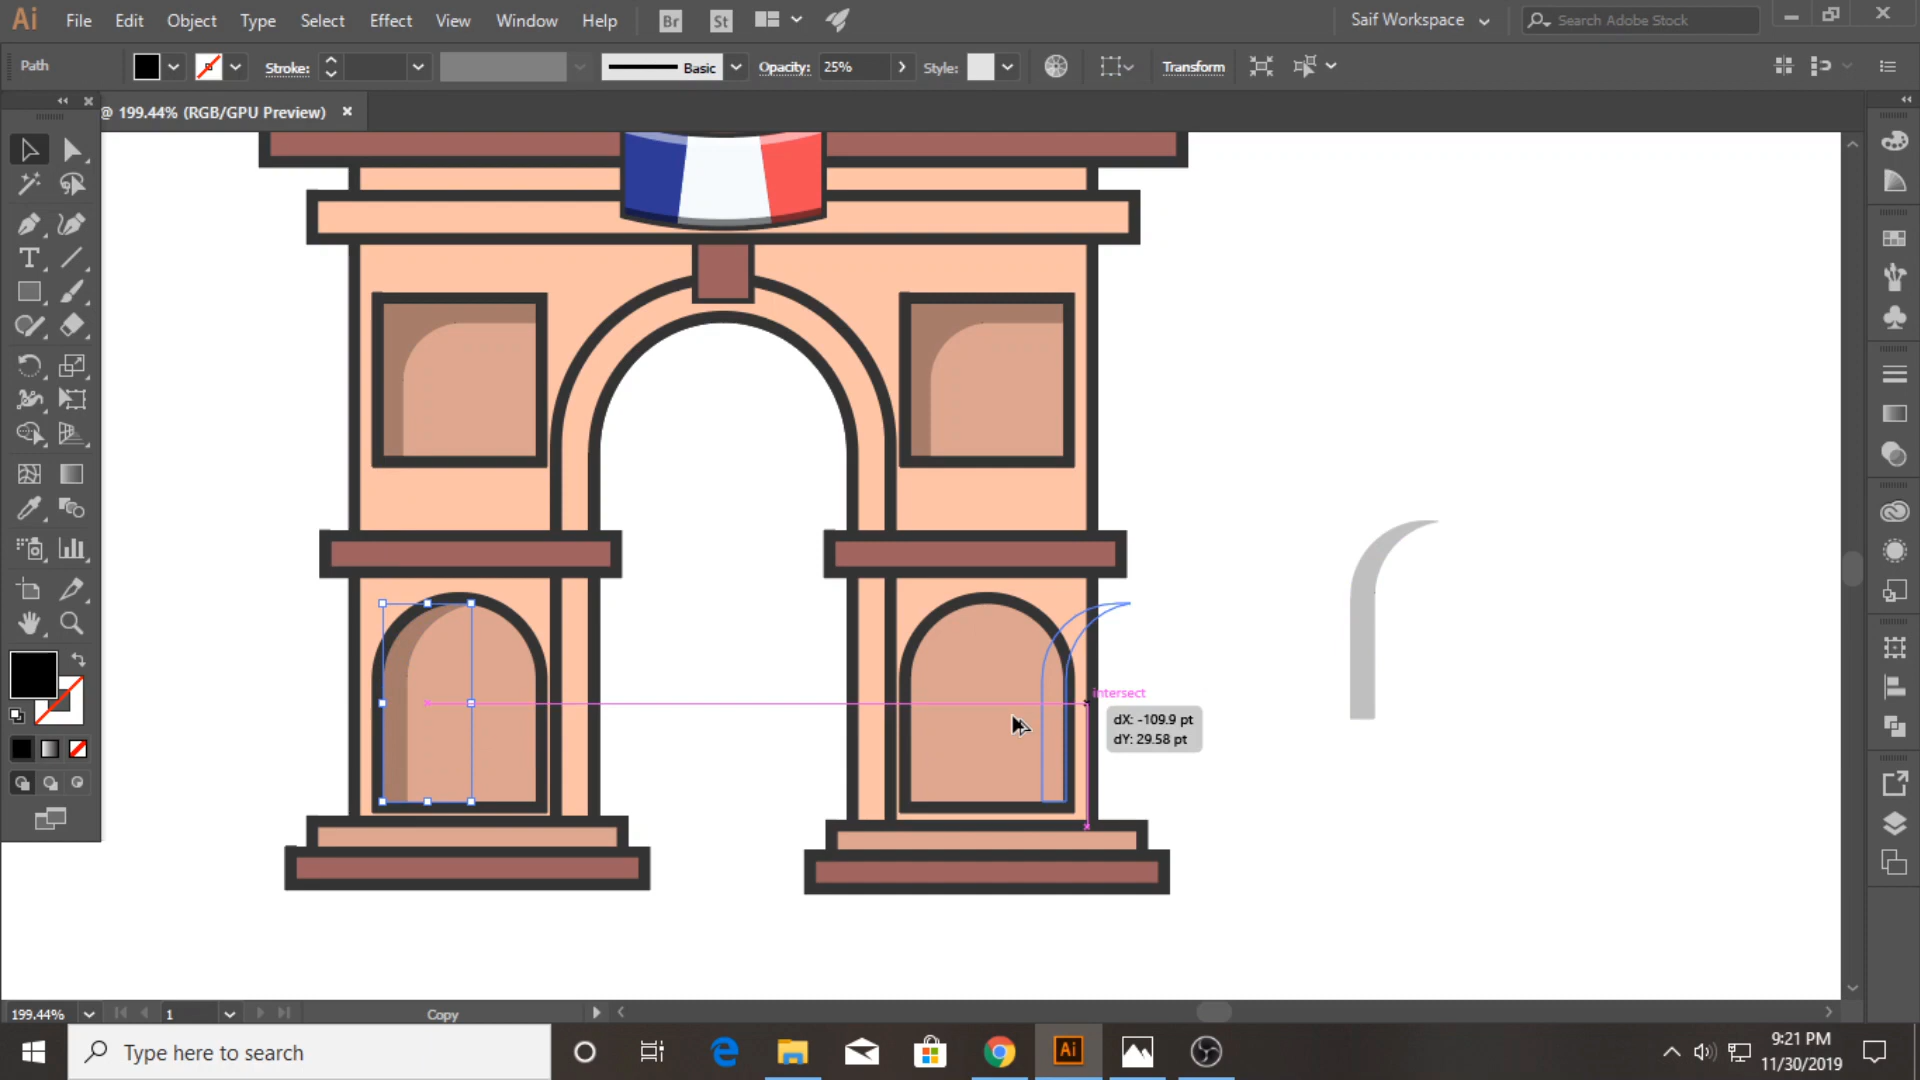 Ai File Edit Object Type Select Effect View Window Help Br St Saif Workspace Search Adobe Stock
Path Stroke: Basic Opacity: 25% Style: Transform
@ 199.44% (RGB/GPU Preview)
intersect
dX: -109.9 pt
dY: 29.58 pt
199.44% 1 Copy
Type here to search Ai
9:21 PM
11/30/2019